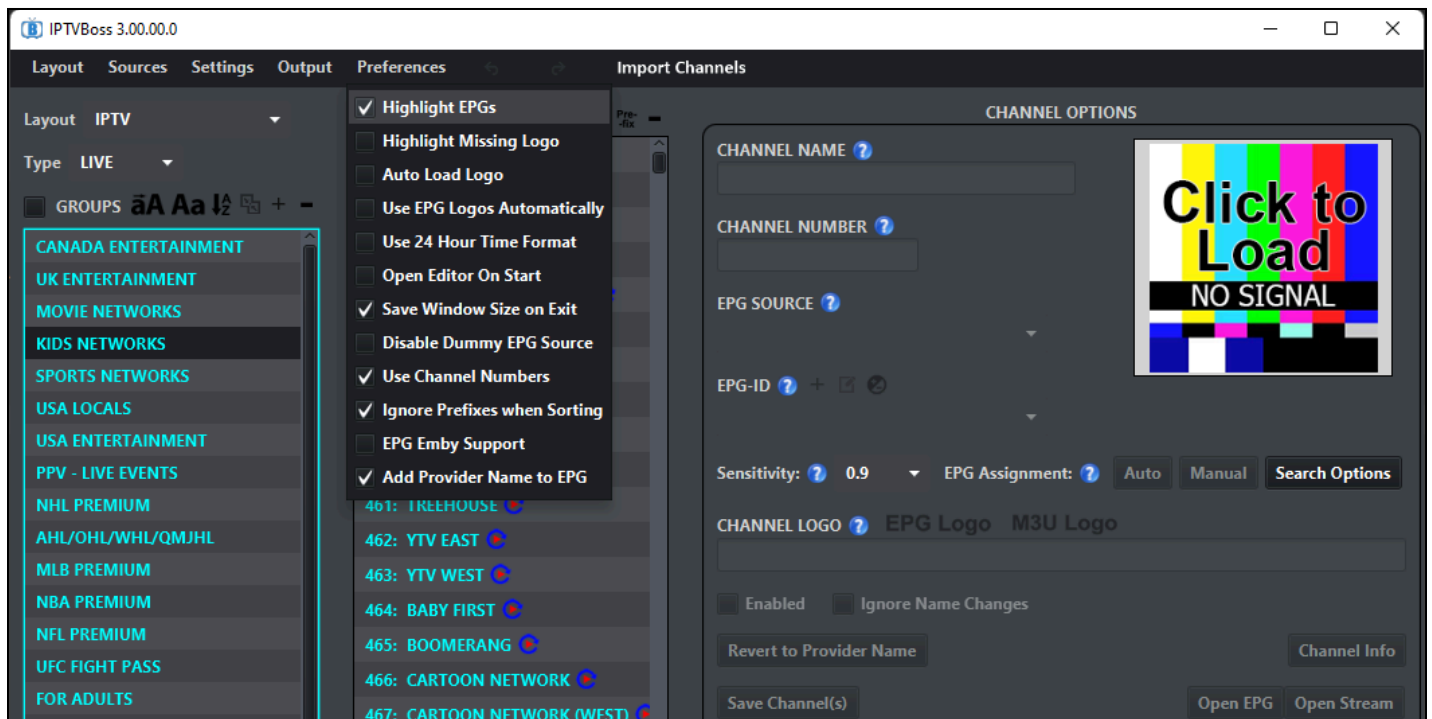 IPTVBoss 3.00.00.0
Layout Sources Settings Output Preferences Import Channels
Layout IPTV
Type LIVE
GROUPS āA Aa
CANADA ENTERTAINMENT
UK ENTERTAINMENT
MOVIE NETWORKS
KIDS NETWORKS
SPORTS NETWORKS
USA LOCALS
USA ENTERTAINMENT
PPV - LIVE EVENTS
NHL PREMIUM
AHL/OHL/WHL/QMJHL
MLB PREMIUM
NBA PREMIUM
NFL PREMIUM
UFC FIGHT PASS
FOR ADULTS
Highlight EPGs
Highlight Missing Logo
Auto Load Logo
Use EPG Logos Automatically
Use 24 Hour Time Format
Open Editor On Start
Save Window Size on Exit
Disable Dummy EPG Source
Use Channel Numbers
Ignore Prefixes when Sorting
EPG Emby Support
Add Provider Name to EPG
Pre-
-fix
461: TREEHOUSE
462: YTV EAST
463: YTV WEST
464: BABY FIRST
465: BOOMERANG
466: CARTOON NETWORK
467: CARTOON NETWORK (WEST)
CHANNEL OPTIONS
CHANNEL NAME
CHANNEL NUMBER
EPG SOURCE
EPG-ID
Click to
Load
NO SIGNAL
Sensitivity: 0.9 EPG Assignment: Auto Manual Search Options
CHANNEL LOGO EPG Logo M3U Logo
Enabled Ignore Name Changes
Revert to Provider Name Channel Info
Save Channel(s) Open EPG Open Stream